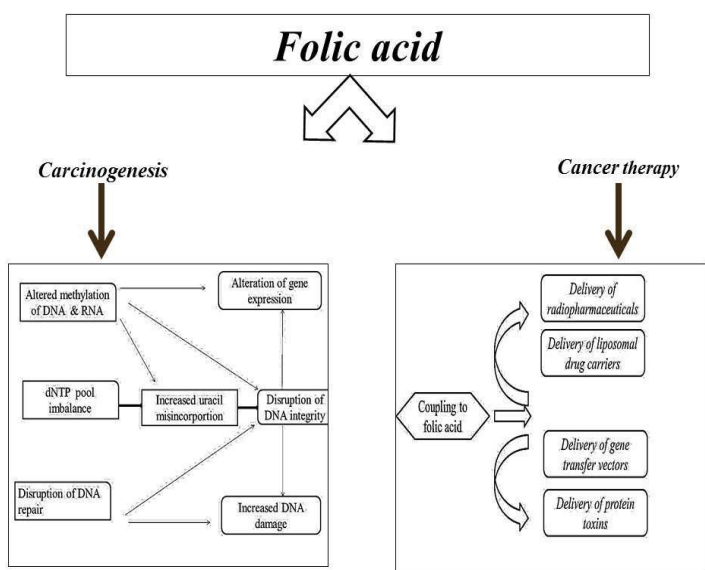 Folic acid
Carcinogenesis
Cancer therapy
Altered methylation
of DNA & RNA
Alteration of gene
expression
dNTP pool
imbalance
Increased uracil
misincorportion
Disruption of
DNA integrity
Disruption of DNA
repair
Increased DNA
damage
Coupling to
folic acid
Delivery of
radiopharmaceuticals
Delivery of liposomal
drug carriers
Delivery of gene
transfer vectors
Delivery of protein
toxins